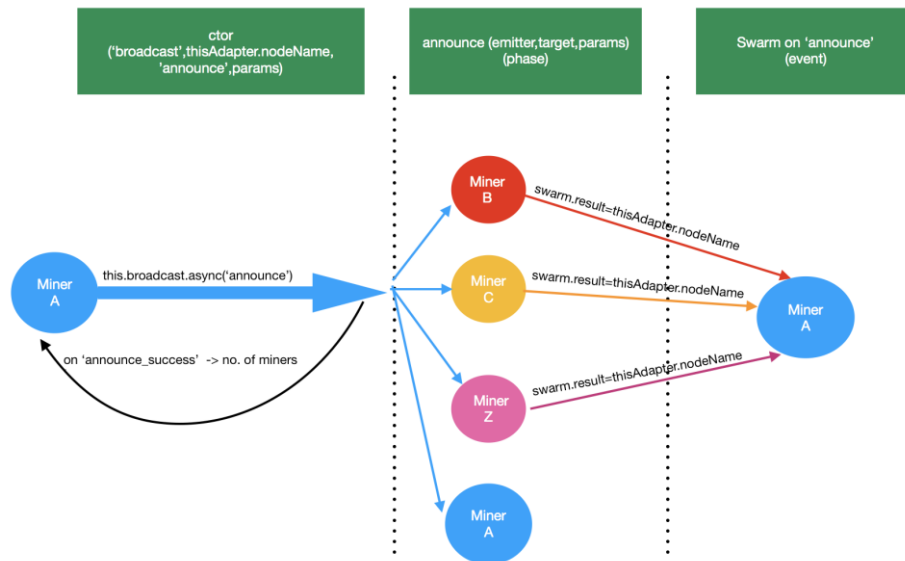 ctor
(‘broadcast’,thisAdapter.nodeName,
’announce’,params)
announce (emitter,target,params)
(phase)
Swarm on ‘announce’
(event)
Miner
B
swarm.result=thisAdapter.nodeName
Miner
A
this.broadcast.async(‘announce’)
Miner
C
swarm.result=thisAdapter.nodeName
Miner
A
on ‘announce_success’ -> no. of miners
Miner
Z
swarm.result=thisAdapter.nodeName
Miner
A